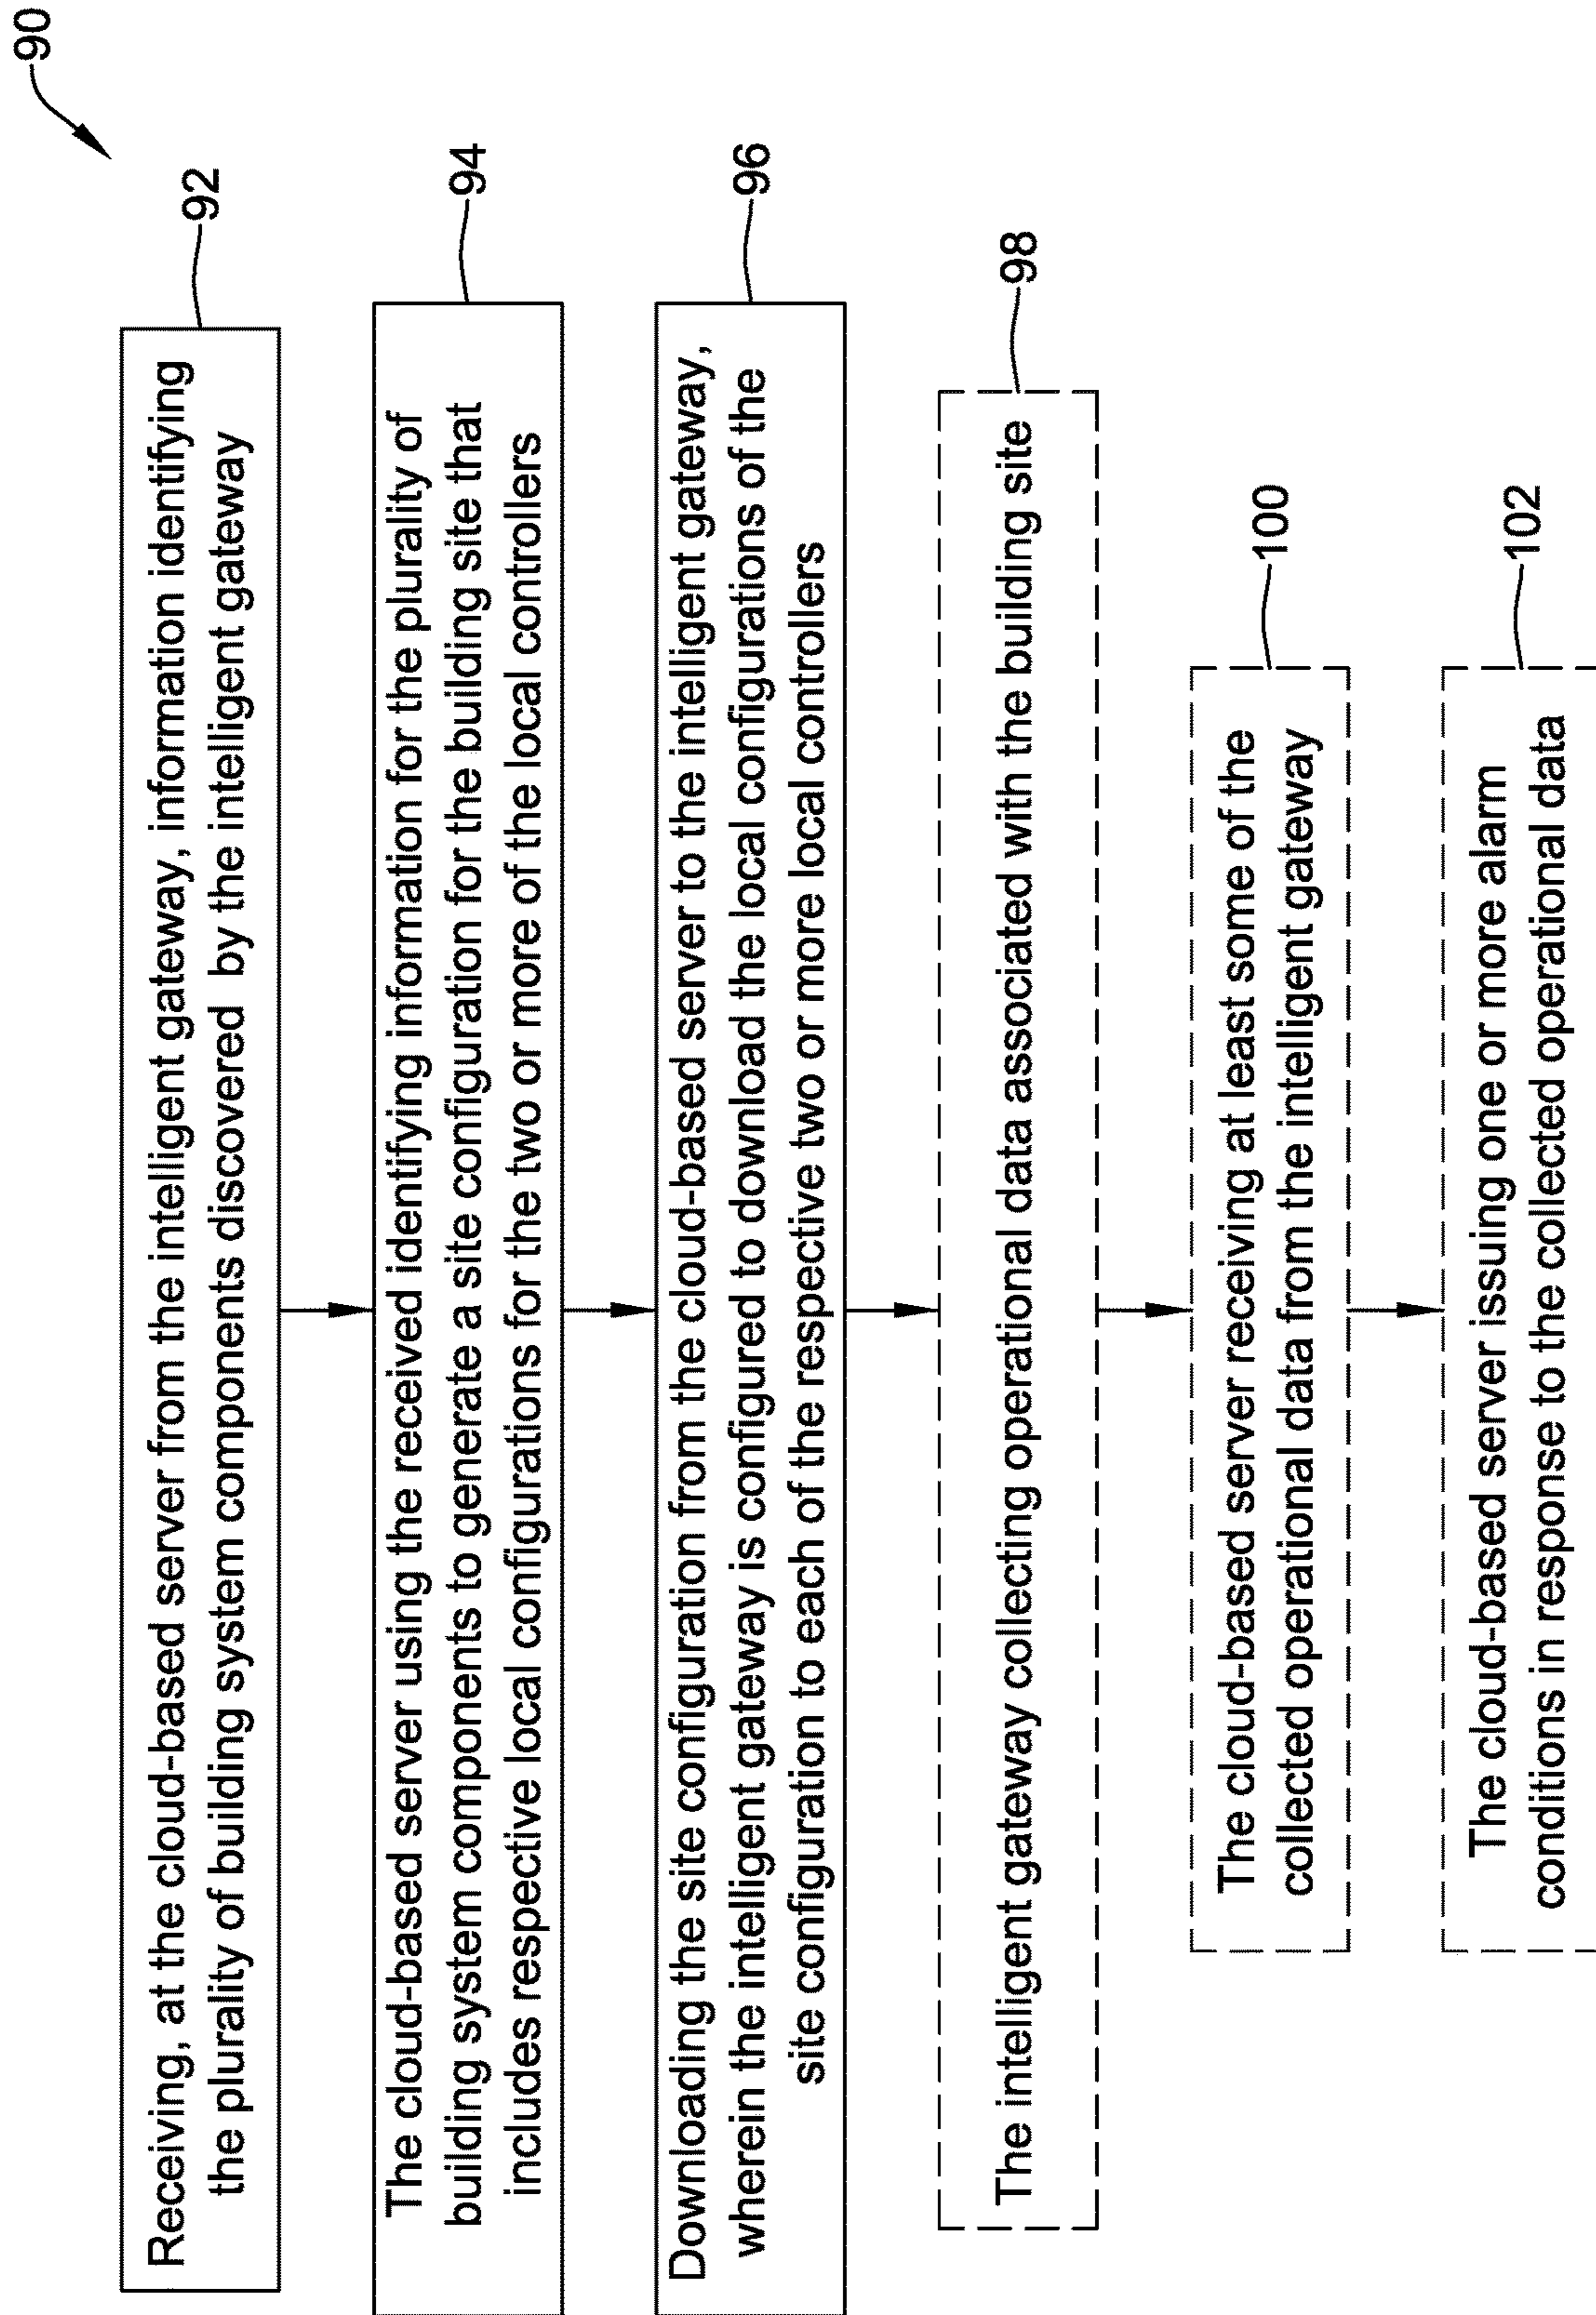 90
Receiving, at the cloud-based server from the intelligent gateway, information identifying
the plurality of building system components discovered by the intelligent gateway
92
The cloud-based server using the received identifying information for the plurality of
building system components to generate a site configuration for the building site that
includes respective local configurations for the two or more of the local controllers
94
Downloading the site configuration from the cloud-based server to the intelligent gateway,
wherein the intelligent gateway is configured to download the local configurations of the
site configuration to each of the respective two or more local controllers
96
The intelligent gateway collecting operational data associated with the building site
98
The cloud-based server receiving at least some of the
collected operational data from the intelligent gateway
100
The cloud-based server issuing one or more alarm
conditions in response to the collected operational data
102